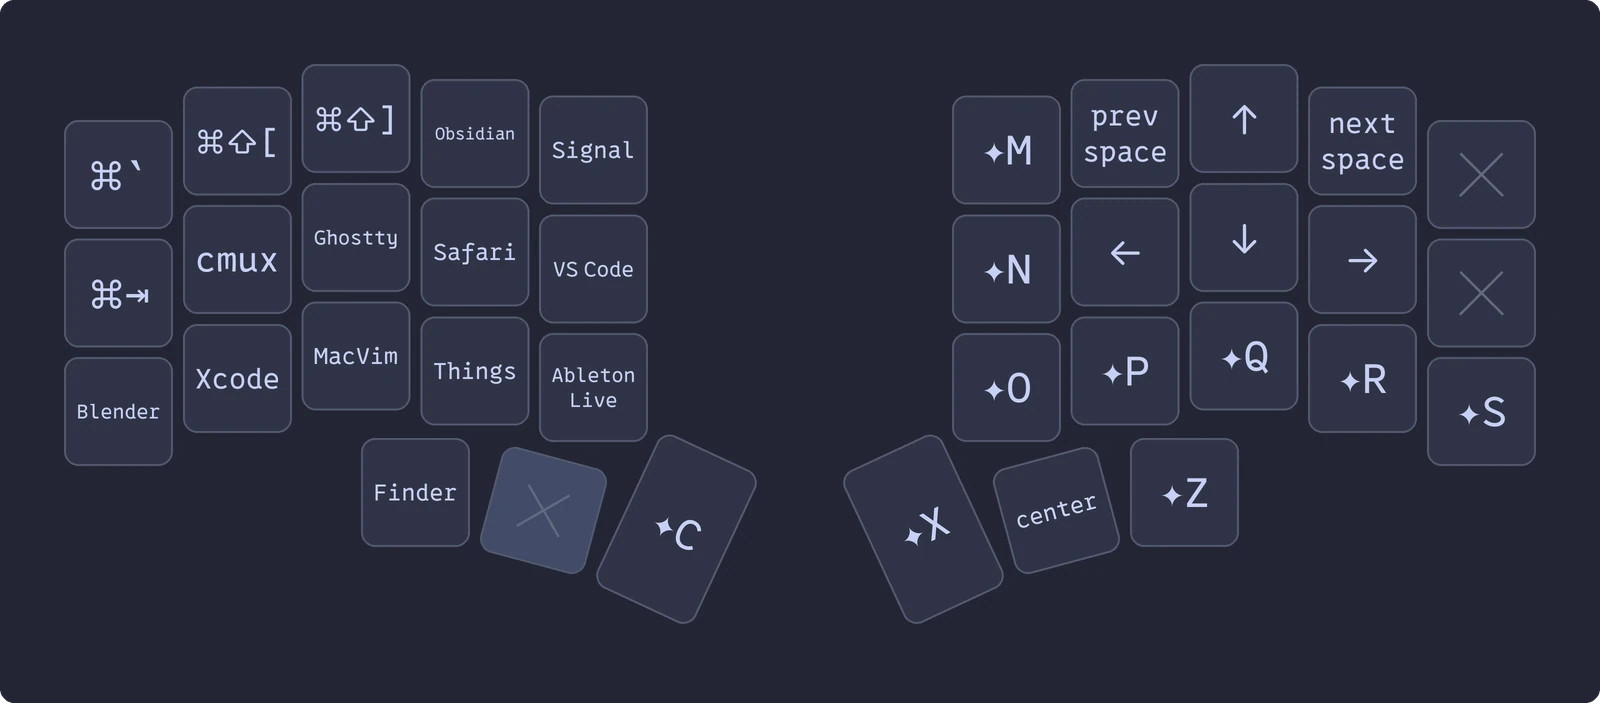 ⌘`
⌘⇧[
⌘⇧]
Obsidian
Signal
✦M
prev
space
↑
next
space
⌘⇥
cmux
Ghostty
Safari
VS Code
✦N
←
↓
→
Blender
Xcode
MacVim
Things
Ableton
Live
✦O
✦P
✦Q
✦R
✦S
Finder
✦C
✦X
center
✦Z